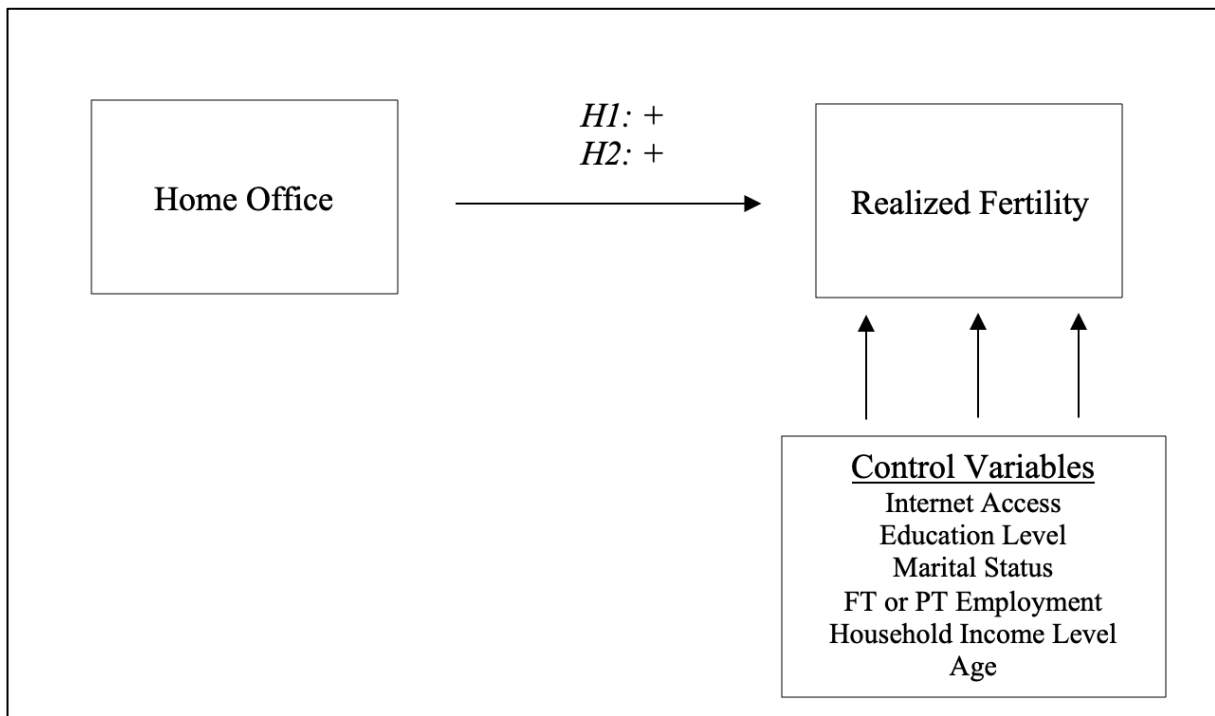 H1: +
H2: +
Home Office
Realized Fertility
Control Variables
Internet Access
Education Level
Marital Status
FT or PT Employment
Household Income Level
Age